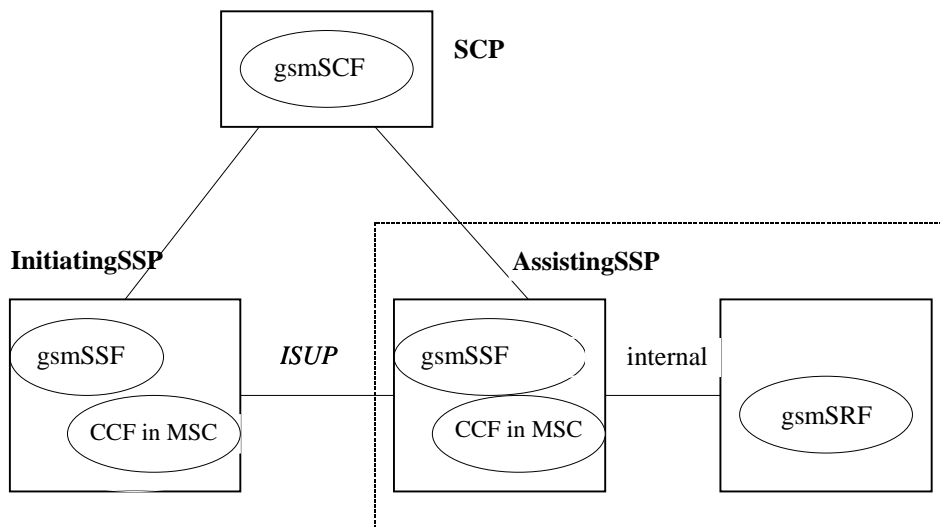 SCP
gsmSCF
InitiatingSSP
AssistingSSP
gsmSSF
ISUP
gsmSSF
internal
CCF in MSC
CCF in MSC
gsmSRF